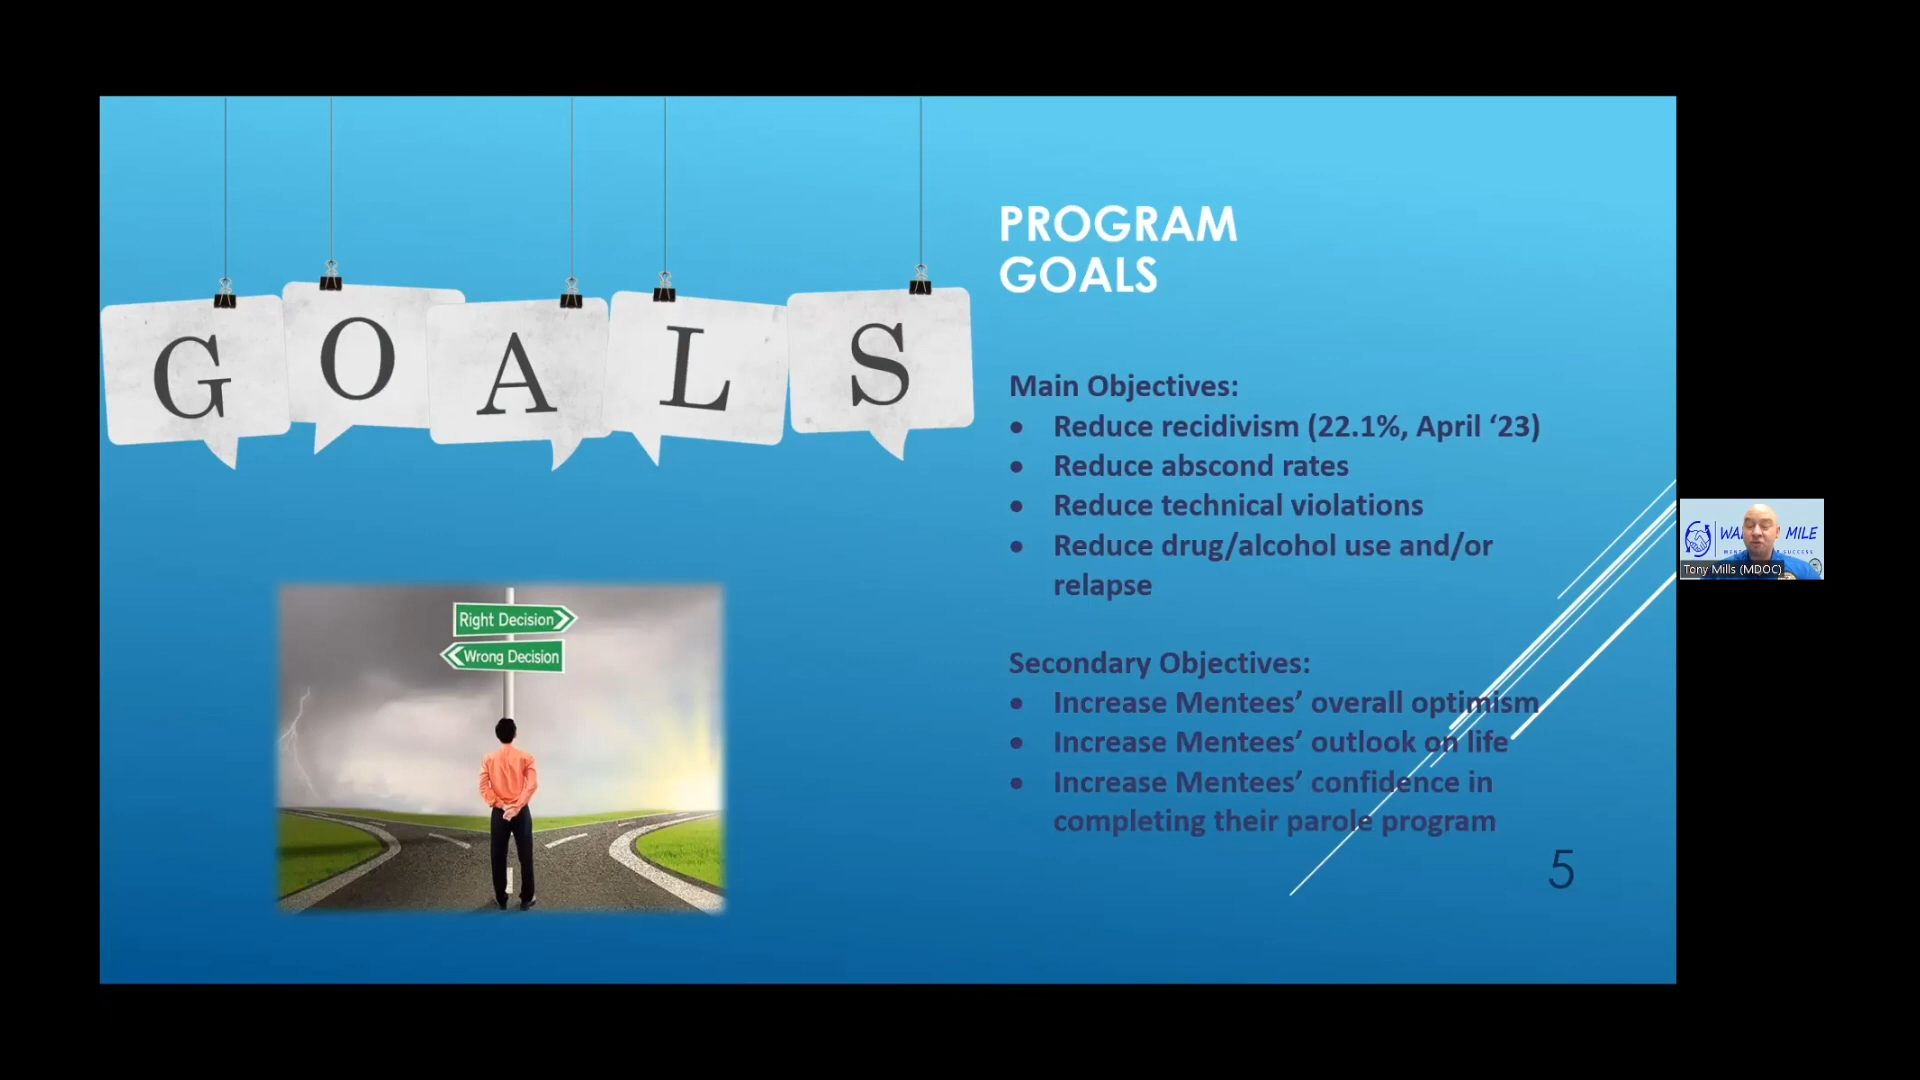 G O A L S
PROGRAM
GOALS
Main Objectives:
• Reduce recidivism (22.1%, April ‘23)
• Reduce abscond rates
• Reduce technical violations
• Reduce drug/alcohol use and/or
relapse
Secondary Objectives:
• Increase Mentees’ overall optimism
• Increase Mentees’ outlook on life
• Increase Mentees’ confidence in
completing their parole program
5
Right Decision
Wrong Decision
MILE
SUCCESS
Tony Mills (MDOC)